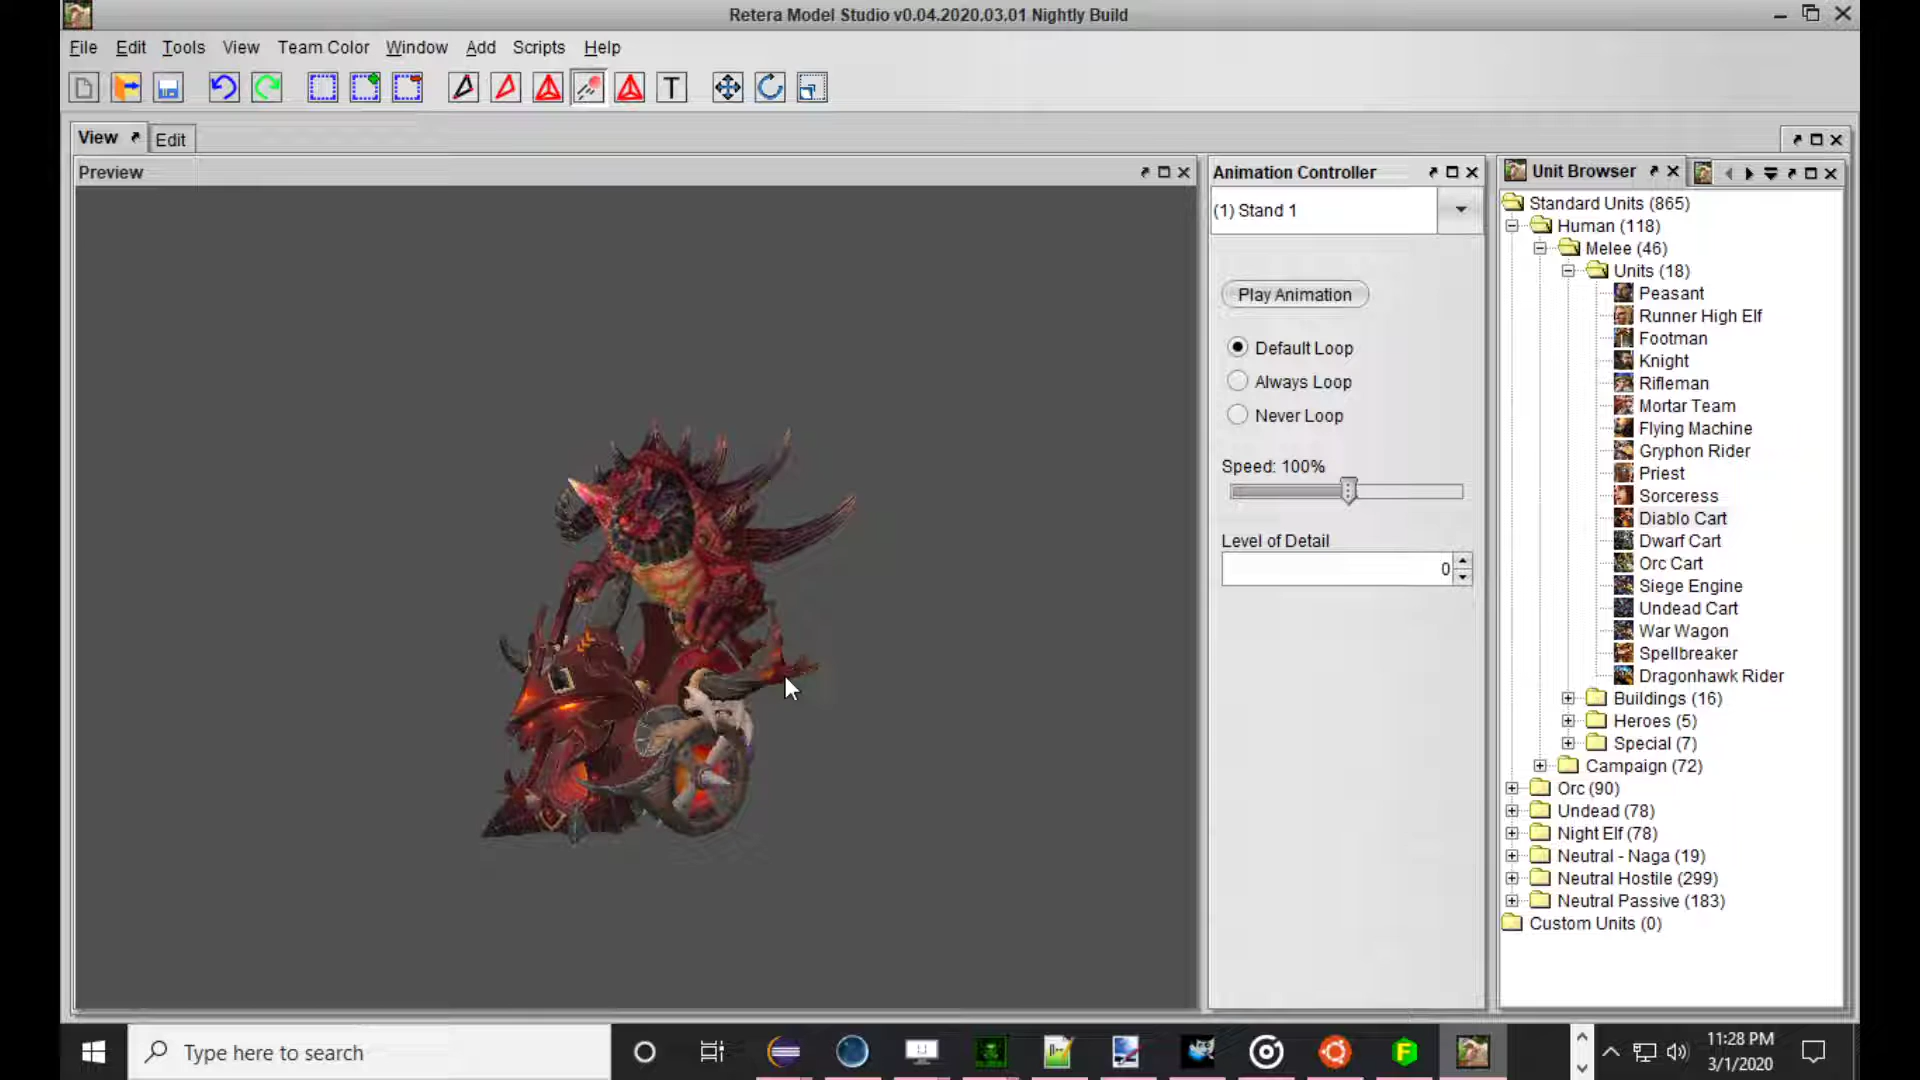 Retera Model Studio v0.04.2020.03.01 Nightly Build
File Edit Tools View Team Color Window Add Scripts Help
T
View Edit
Preview
Animation Controller
(1) Stand 1
Play Animation
Default Loop
Always Loop
Never Loop
Speed: 100%
Level of Detail
0
Unit Browser
Standard Units (865)
Human (118)
Melee (46)
Units (18)
Peasant
Runner High Elf
Footman
Knight
Rifleman
Mortar Team
Flying Machine
Gryphon Rider
Priest
Sorceress
Diablo Cart
Dwarf Cart
Orc Cart
Siege Engine
Undead Cart
War Wagon
Spellbreaker
Dragonhawk Rider
Buildings (16)
Heroes (5)
Special (7)
Campaign (72)
Orc (90)
Undead (78)
Night Elf (78)
Neutral - Naga (19)
Neutral Hostile (299)
Neutral Passive (183)
Custom Units (0)
Type here to search
F
11:28 PM
3/1/2020